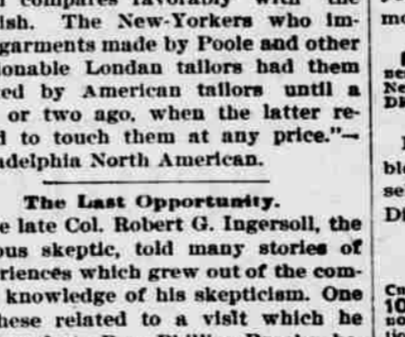 compares favorably with the
ish. The New-Yorkers who im-
garments made by Poole and other
ionable Londan tailors had them
ed by American tailors until a
or two ago, when the latter re-
d to touch them at any price."—
adelphia North American.
The Last Opportunity.
e late Col. Robert G. Ingersoll, the
ous skeptic, told many stories of
riences which grew out of the com-
knowledge of his skepticism. One
hese related to a visit which he